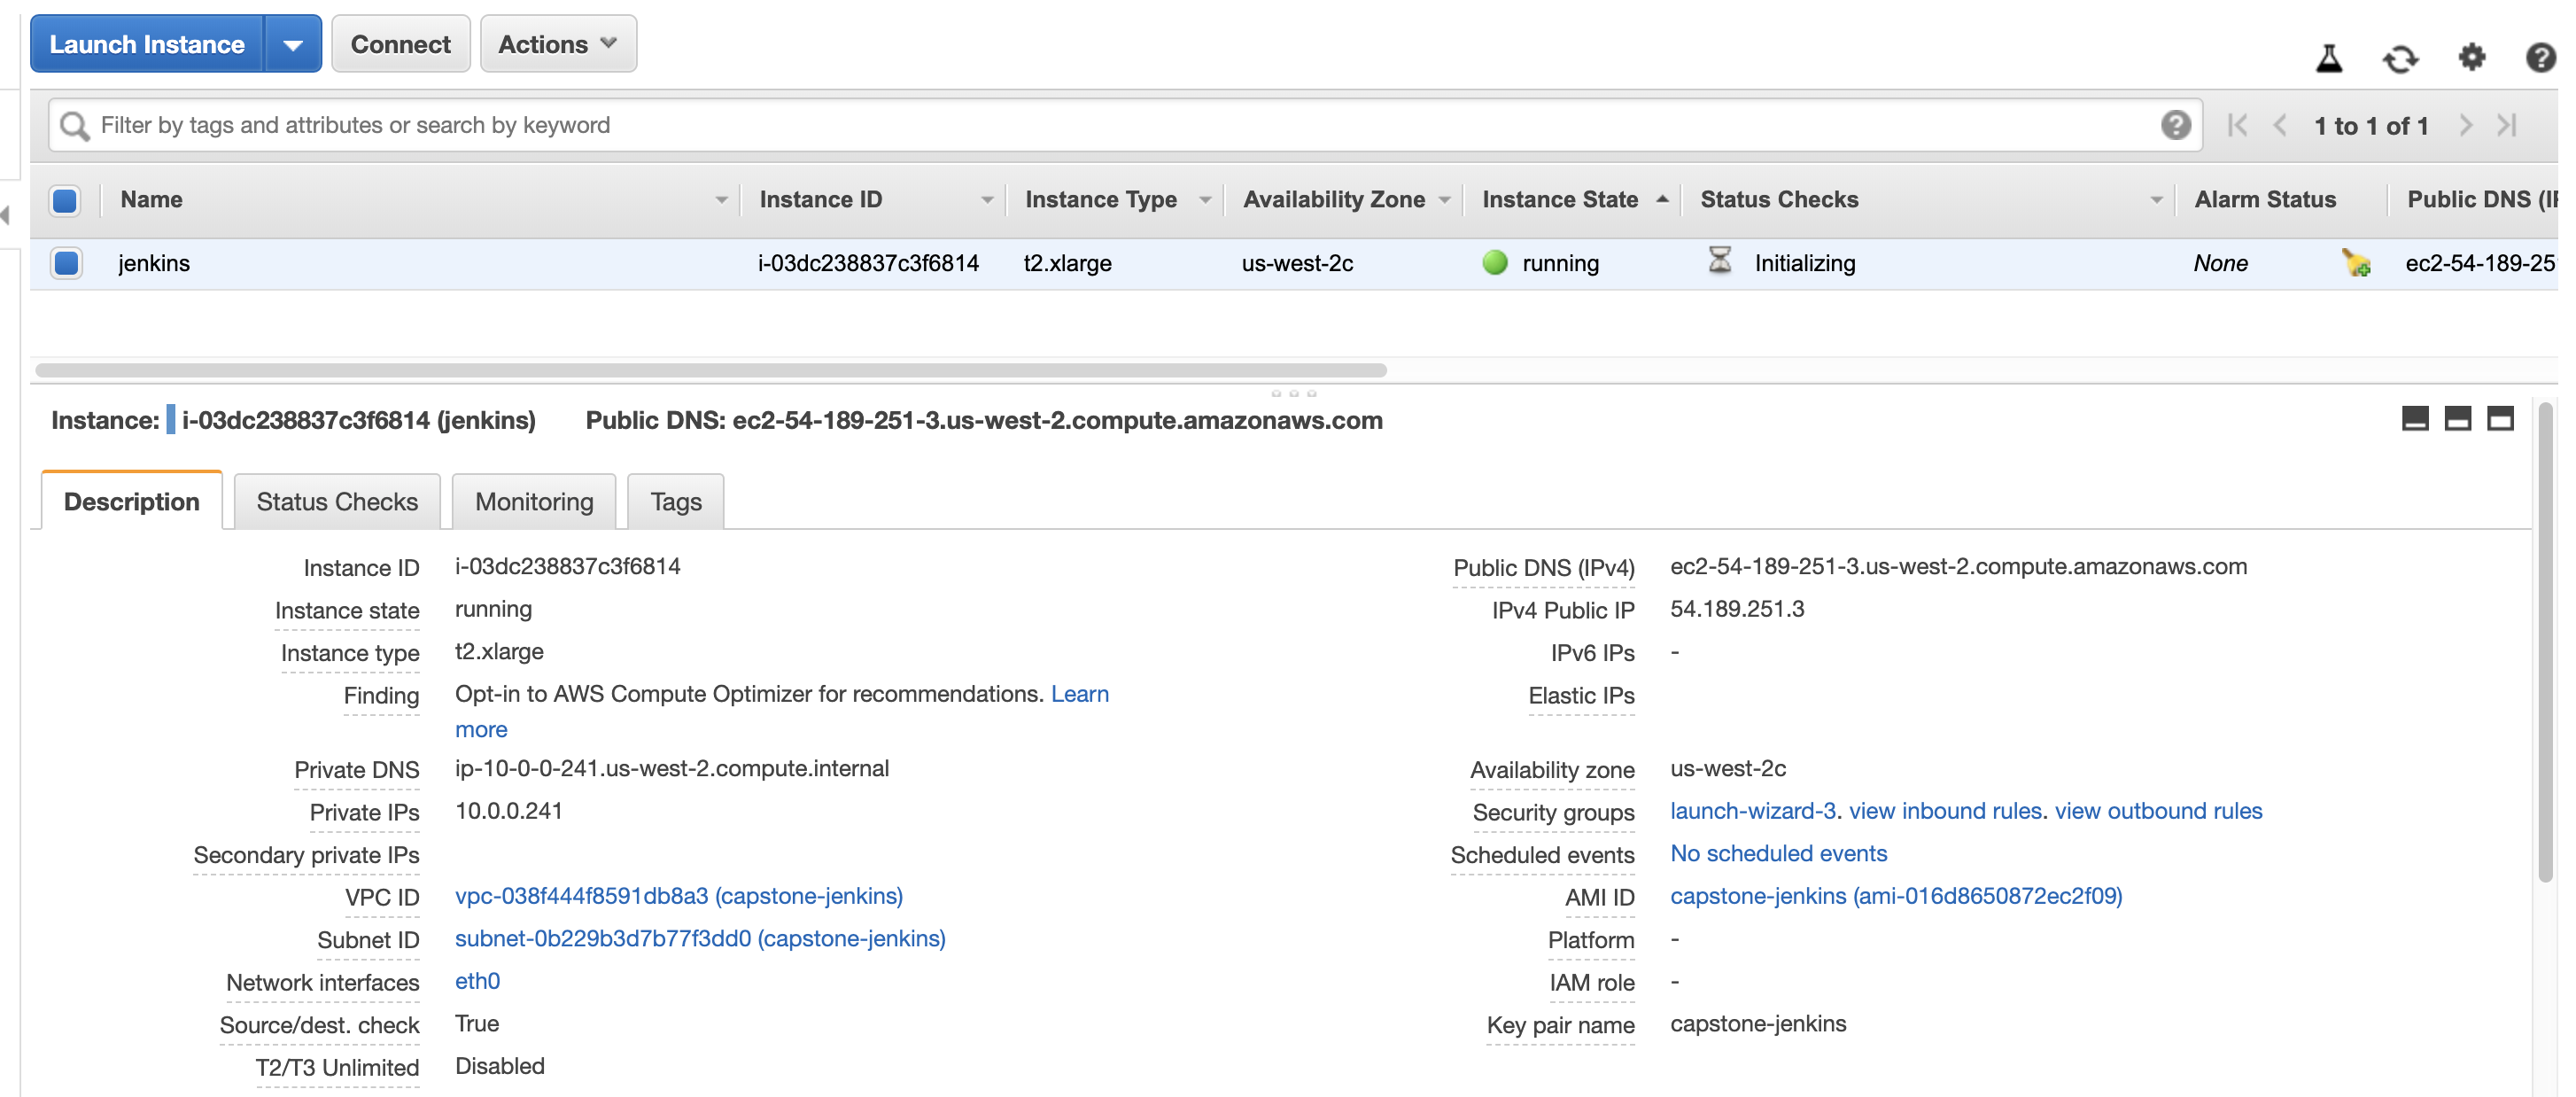 Launch Instance Connect Actions
Filter by tags and attributes or search by keyword 1 to 1 of 1
Name Instance ID Instance Type Availability Zone Instance State Status Checks Alarm Status Public DNS (IP
jenkins i-03dc238837c3f6814 t2.xlarge us-west-2c running Initializing None ec2-54-189-25
Instance: i-03dc238837c3f6814 (jenkins) Public DNS: ec2-54-189-251-3.us-west-2.compute.amazonaws.com
Description Status Checks Monitoring Tags
Instance ID i-03dc238837c3f6814 Public DNS (IPv4) ec2-54-189-251-3.us-west-2.compute.amazonaws.com
Instance state running IPv4 Public IP 54.189.251.3
Instance type t2.xlarge IPv6 IPs -
Finding Opt-in to AWS Compute Optimizer for recommendations. Learn Elastic IPs
more
Private DNS ip-10-0-0-241.us-west-2.compute.internal Availability zone us-west-2c
Private IPs 10.0.0.241 Security groups launch-wizard-3. view inbound rules. view outbound rules
Secondary private IPs Scheduled events No scheduled events
VPC ID vpc-038f444f8591db8a3 (capstone-jenkins) AMI ID capstone-jenkins (ami-016d8650872ec2f09)
Subnet ID subnet-0b229b3d7b77f3dd0 (capstone-jenkins) Platform -
Network interfaces eth0 IAM role -
Source/dest. check True Key pair name capstone-jenkins
T2/T3 Unlimited Disabled